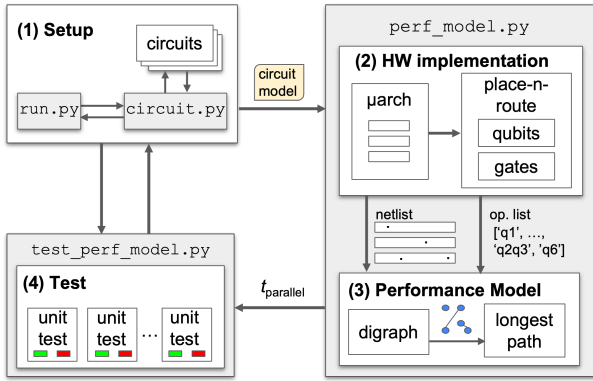 (1) Setup
circuits
run.py
circuit.py
circuit
model
perf_model.py
(2) HW implementation
µarch
place-n-
route
qubits
gates
netlist
op. list
['q1', ...,
'q2q3', 'q6']
test_perf_model.py
(4) Test
unit
test
unit
test
...
unit
test
t parallel
(3) Performance Model
digraph
longest
path